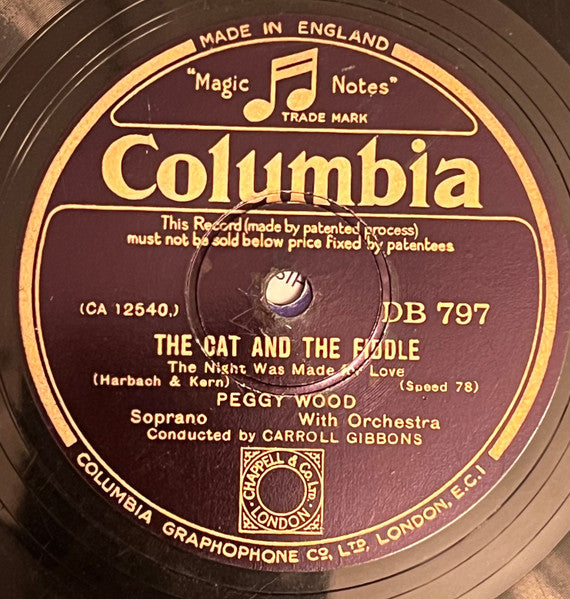 MADE IN ENGLAND
"Magic Notes"
TRADE MARK
Columbia
This Record (made by patented process)
must not be sold below price fixed by patentees
(CA 12540.)
DB 797
THE CAT AND THE FIDDLE
The Night Was Made for Love
(Harbach & Kern)
(Speed 78)
PEGGY WOOD
Soprano With Orchestra
Conducted by CARROLL GIBBONS
CHAPPELL & CO. LTD.
LONDON
COLUMBIA GRAPHOPHONE CO., LTD, LONDON, E.C.1